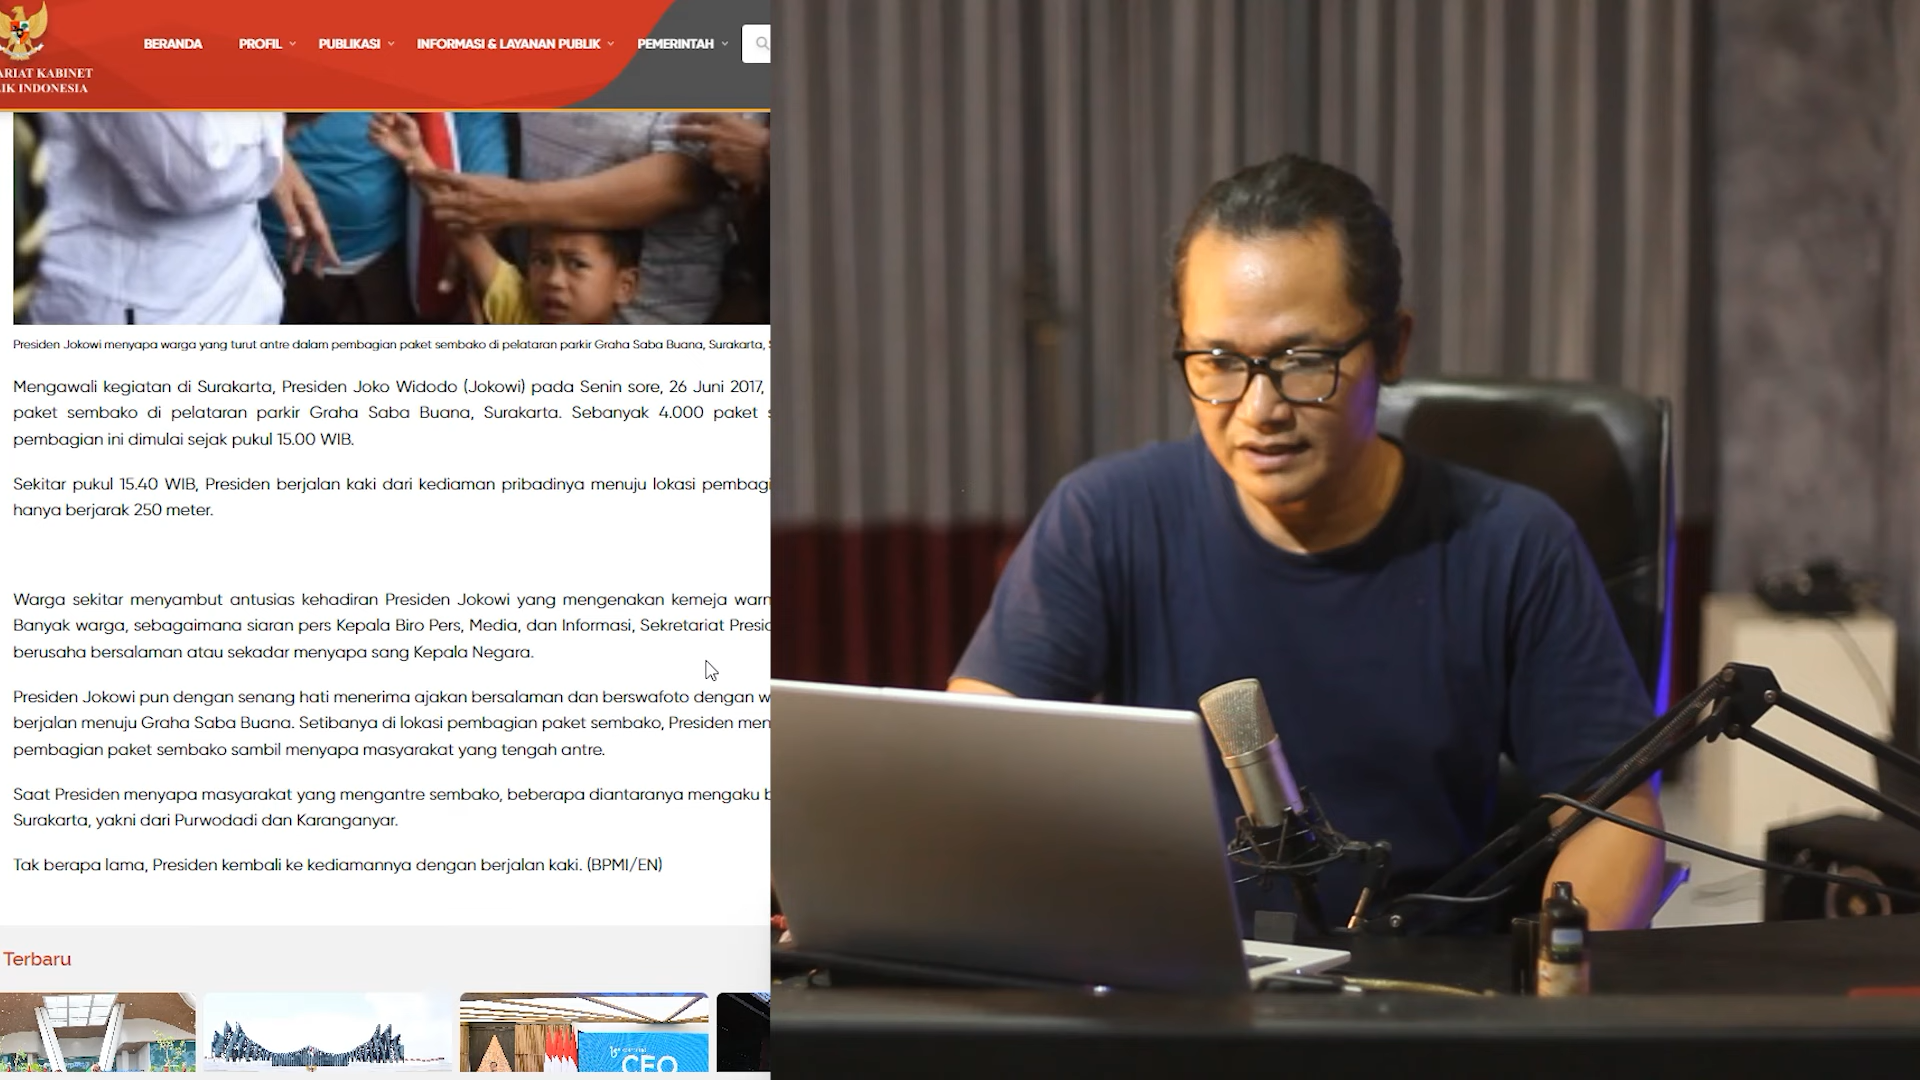 BERANDA PROFIL PUBLIKASI INFORMASI & LAYANAN PUBLIK PEMERINTAH
KABINET
INDONESIA
Presiden Jokowi menyapa warga yang turut antre dalam pembagian paket sembako di pelataran parkir Graha Saba Buana, Surakarta,
Mengawali kegiatan di Surakarta, Presiden Joko Widodo (Jokowi) pada Senin sore, 26 Juni 2017,
paket sembako di pelataran parkir Graha Saba Buana, Surakarta. Sebanyak 4.000 paket
pembagian ini dimulai sejak pukul 15.00 WIB.
Sekitar pukul 15.40 WIB, Presiden berjalan kaki dari kediaman pribadinya menuju lokasi pembagi
hanya berjarak 250 meter.
Warga sekitar menyambut antusias kehadiran Presiden Jokowi yang mengenakan kemeja warn
Banyak warga, sebagaimana siaran pers Kepala Biro Pers, Media, dan Informasi, Sekretariat Presid
berusaha bersalaman atau sekadar menyapa sang Kepala Negara.
Presiden Jokowi pun dengan senang hati menerima ajakan bersalaman dan berswafoto dengan w
berjalan menuju Graha Saba Buana. Setibanya di lokasi pembagian paket sembako, Presiden men
pembagian paket sembako sambil menyapa masyarakat yang tengah antre.
Saat Presiden menyapa masyarakat yang mengantre sembako, beberapa diantaranya mengaku b
Surakarta, yakni dari Purwodadi dan Karanganyar.
Tak berapa lama, Presiden kembali ke kediamannya dengan berjalan kaki. (BPMI/EN)
Terbaru
CEO